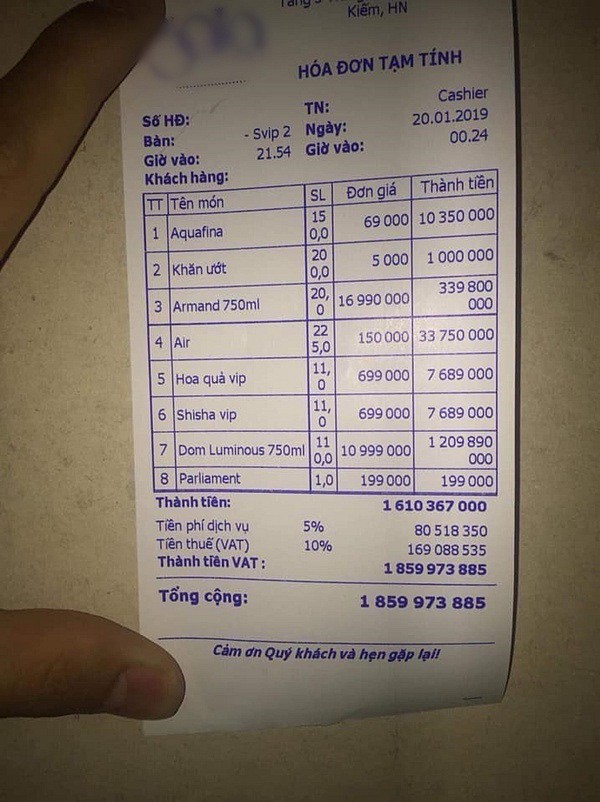 Kiếm, HN
HÓA ĐƠN TẠM TÍNH
Số HĐ: TN: Cashier
Bàn: - Svip 2 Ngày: 20.01.2019
Giờ vào: 21.54 Giờ vào: 00.24
Khách hàng:
TT Tên món SL Đơn giá Thành tiền
1 Aquafina 15 0,0 69 000 10 350 000
2 Khăn ướt 20 0,0 5 000 1 000 000
3 Armand 750ml 20, 0 16 990 000 339 800 000
4 Air 22 5,0 150 000 33 750 000
5 Hoa quả vip 11, 0 699 000 7 689 000
6 Shisha vip 11, 0 699 000 7 689 000
7 Dom Luminous 750ml 11 0,0 10 999 000 1 209 890 000
8 Parliament 1,0 199 000 199 000
Thành tiền: 1 610 367 000
Tiền phí dịch vụ 5% 80 518 350
Tiền thuế (VAT) 10% 169 088 535
Thành tiền VAT : 1 859 973 885
Tổng cộng: 1 859 973 885
Cảm ơn Quý khách và hẹn gặp lại!